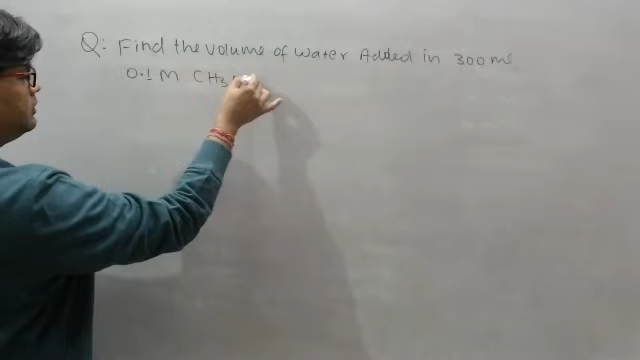 Q: Find the volume of water Added in 300 ml
0.1 M CH3